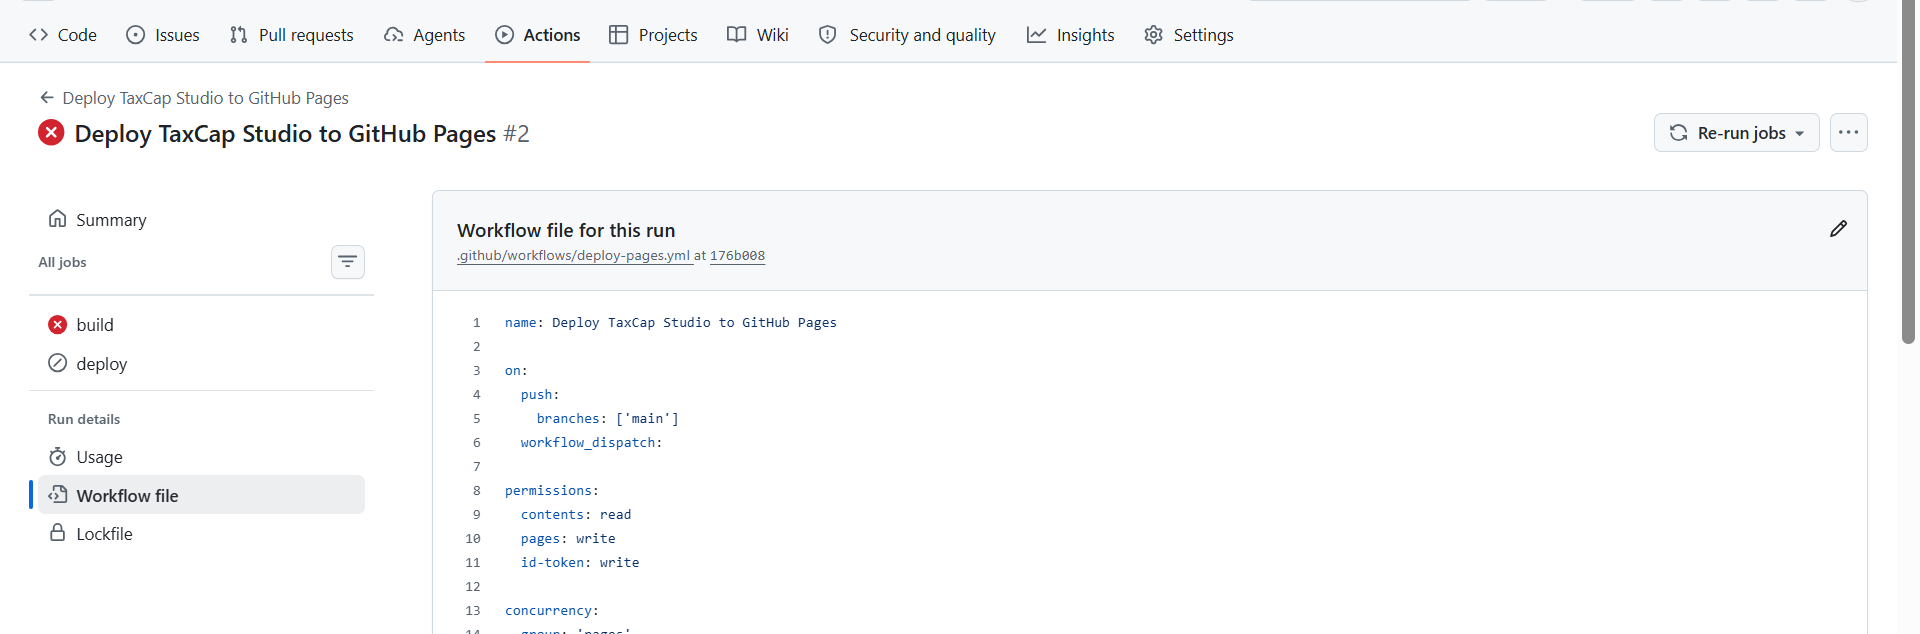 Code Issues Pull requests Agents Actions Projects Wiki Security and quality Insights Settings
Deploy TaxCap Studio to GitHub Pages
Deploy TaxCap Studio to GitHub Pages #2
Re-run jobs
Summary
All jobs
build
deploy
Run details
Usage
Workflow file
Lockfile
Workflow file for this run
.github/workflows/deploy-pages.yml at 176b008
1 name: Deploy TaxCap Studio to GitHub Pages
2
3 on:
4 push:
5 branches: ['main']
6 workflow_dispatch:
7
8 permissions:
9 contents: read
10 pages: write
11 id-token: write
12
13 concurrency:
14 group: 'pages'